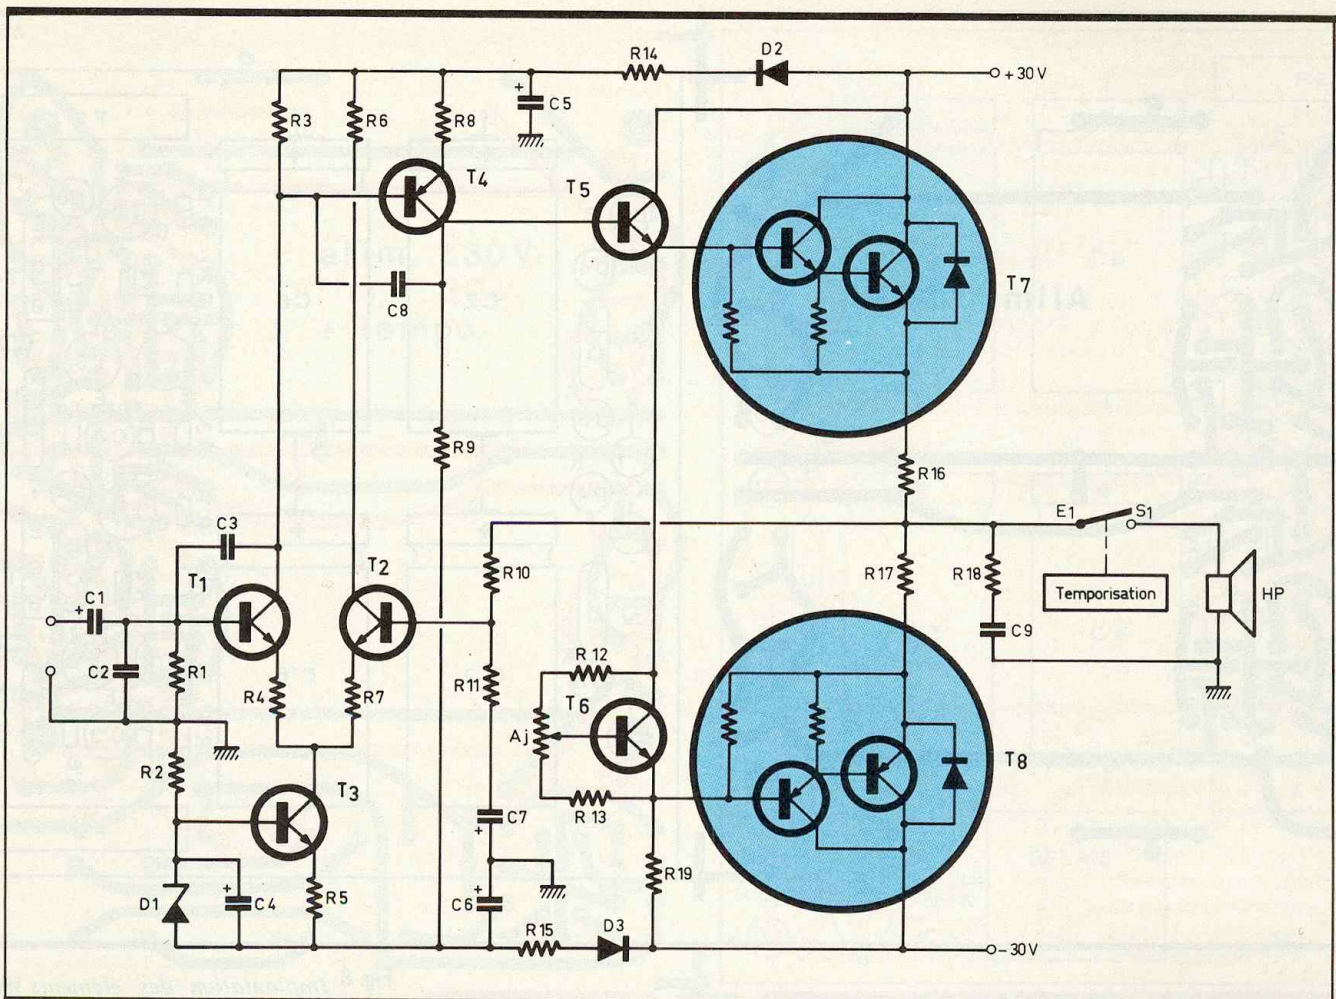 R14
D2
+30V
R3
R6
R8
+
C5
T4
T5
C8
T7
R9
R16
E1
S1
C3
T1
T2
R10
R17
R18
Temporisation
HP
C1
+
C9
C2
R1
R4
R7
R11
R12
T6
Aj
R2
T3
T8
R13
C7
+
R19
D1
+
C4
R5
+
C6
R15
D3
-30V